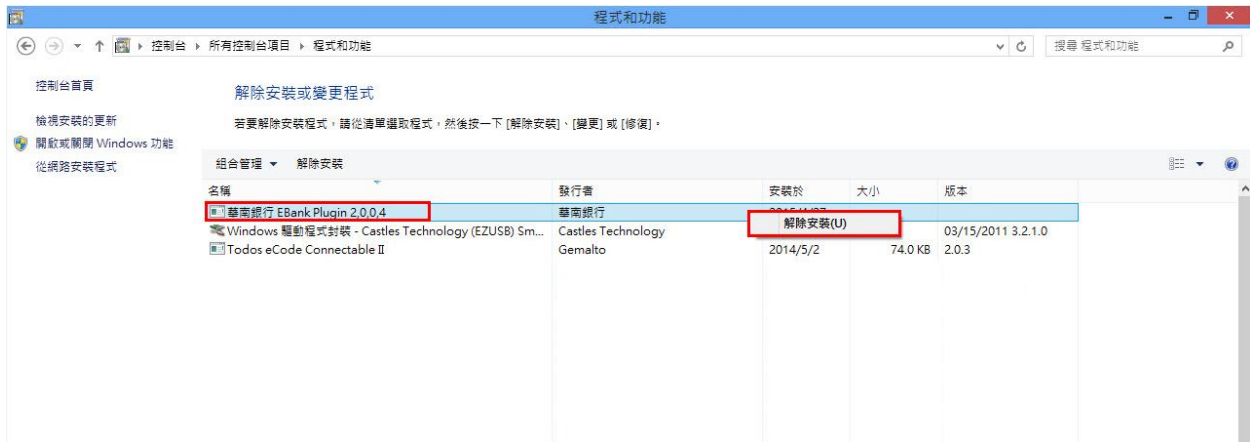 程式和功能
控制台 所有控制台項目 程式和功能
搜尋 程式和功能
控制台首頁
檢視安裝的更新
開啟或關閉 Windows 功能
從網路安裝程式
解除安裝或變更程式
若要解除安裝程式,請從清單選取程式,然後按一下 [解除安裝]、[變更] 或 [修復]。
組合管理 解除安裝
名稱 發行者 安裝於 大小 版本
華南銀行 EBank Plugin 2,0,0,4 華南銀行
解除安裝(U)
Windows 驅動程式封裝 - Castles Technology (EZUSB) Sm... Castles Technology 03/15/2011 3.2.1.0
Todos eCode Connectable II Gemalto 2014/5/2 74.0 KB 2.0.3